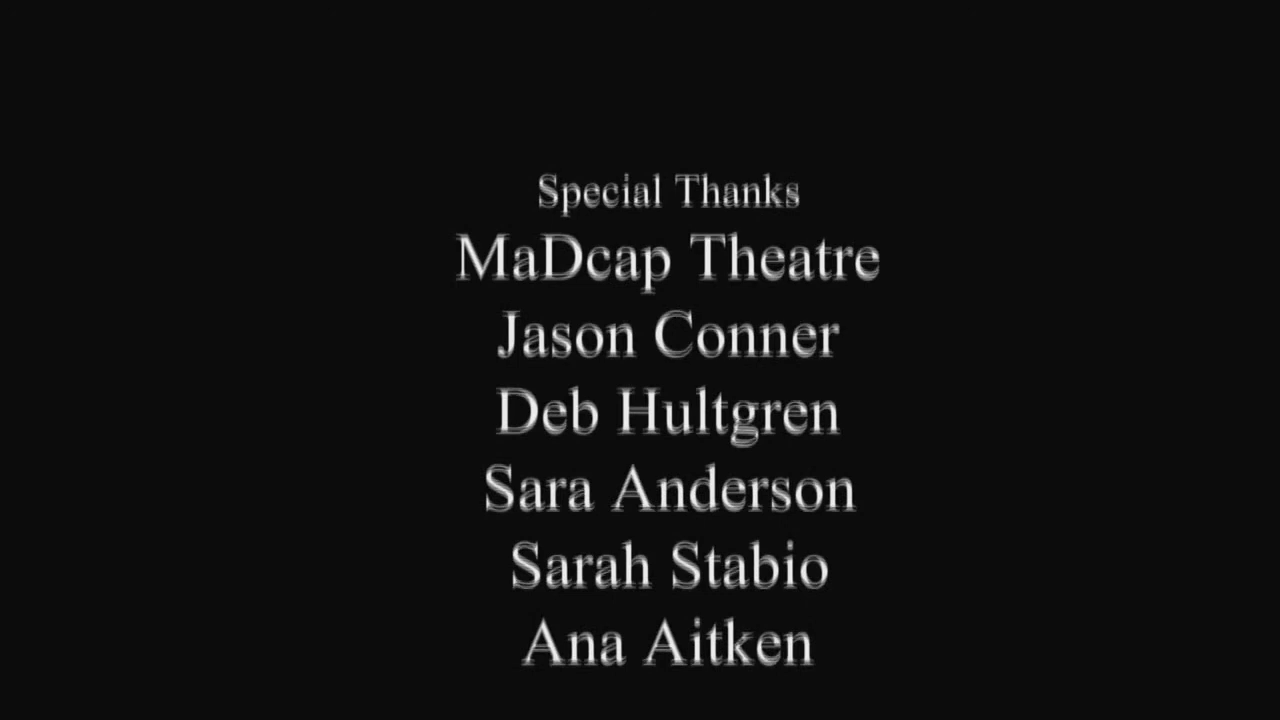 Special Thanks
MaDcap Theatre
Jason Conner
Deb Hultgren
Sara Anderson
Sarah Stabio
Ana Aitken